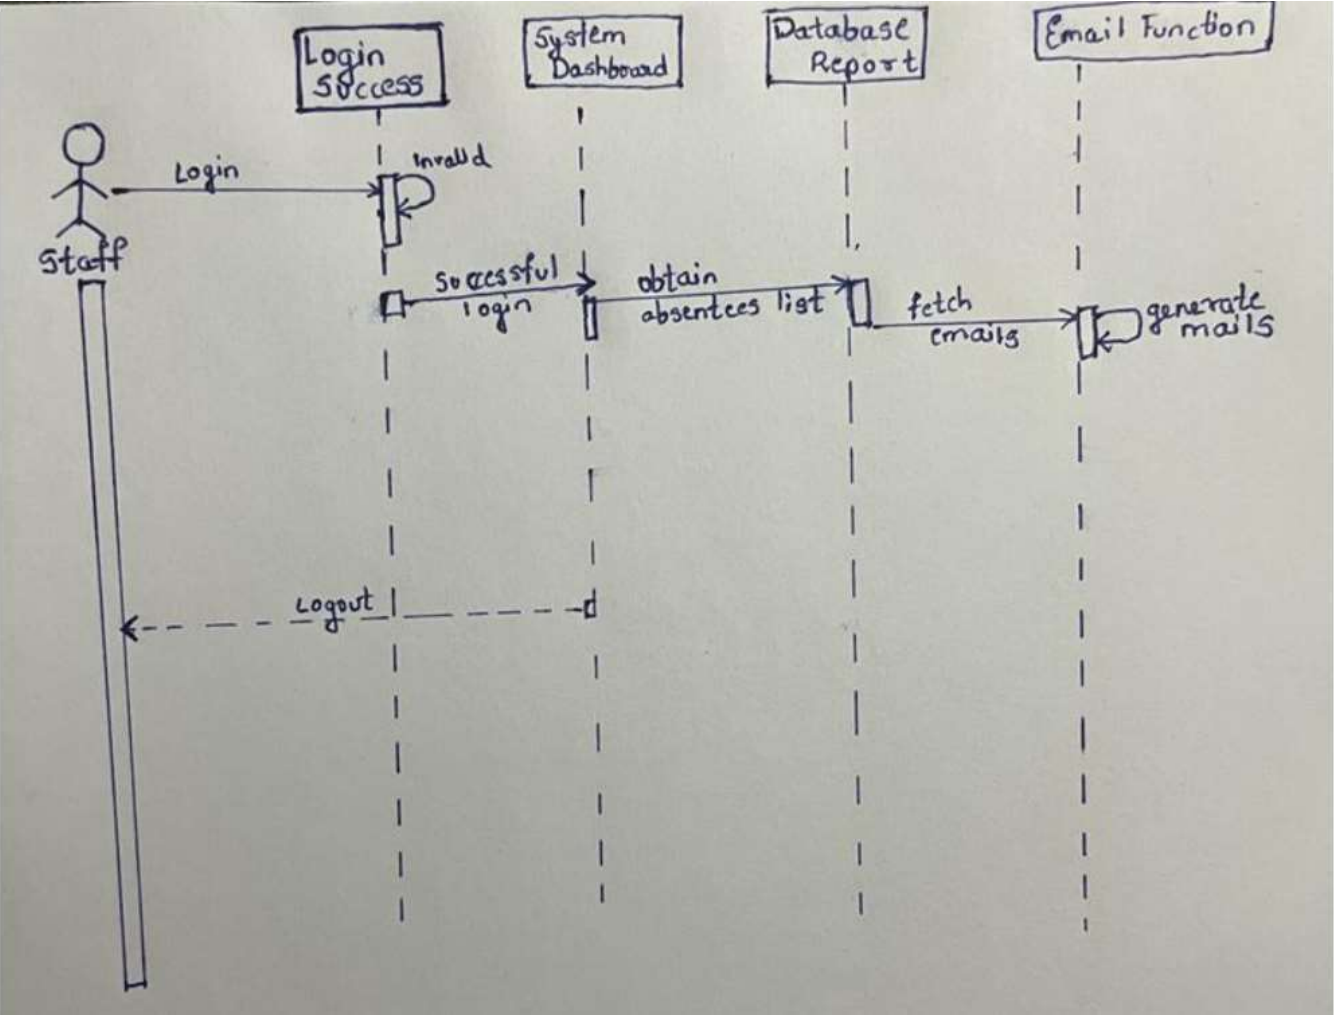 Login
Success
System
Dashboard
Database
Report
Email Function
Login
Invalid
Staff
Successful
login
obtain
absentees list
fetch
emails
generate
mails
Logout